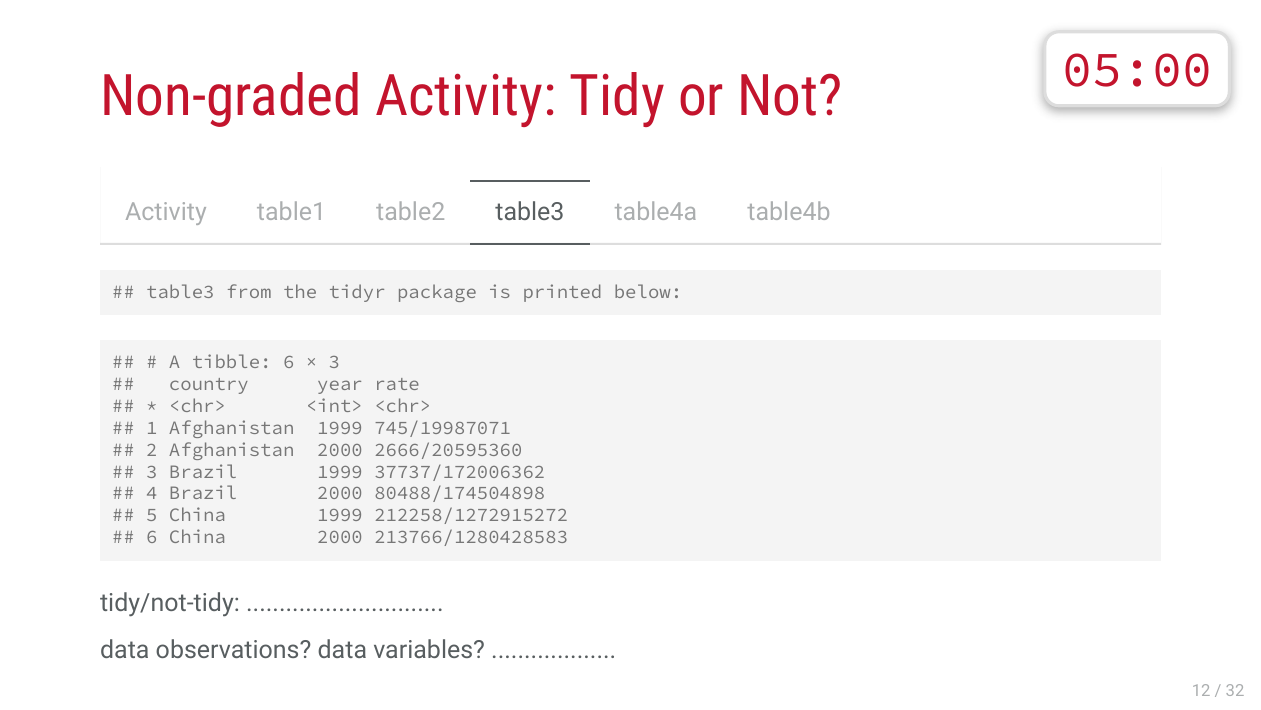 Non-graded Activity: Tidy or Not?
05:00
Activity table1 table2 table3 table4a table4b
## table3 from the tidyr package is printed below:
## # A tibble: 6 × 3
##   country      year rate
## * <chr>       <int> <chr>
## 1 Afghanistan  1999 745/19987071
## 2 Afghanistan  2000 2666/20595360
## 3 Brazil       1999 37737/172006362
## 4 Brazil       2000 80488/174504898
## 5 China        1999 212258/1272915272
## 6 China        2000 213766/1280428583
tidy/not-tidy: ..............................
data observations? data variables? ...................
12 / 32